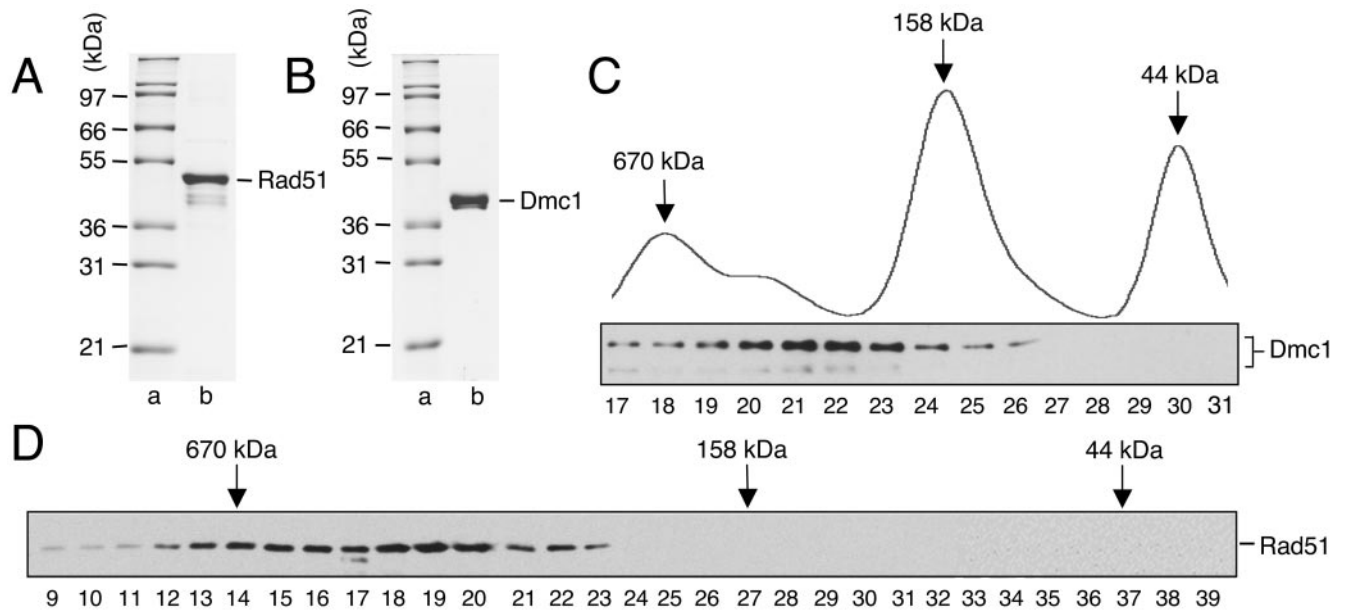 A
(kDa)
97
66
55
36
31
21
Rad51
a b
B
(kDa)
97
66
55
36
31
21
Dmc1
a b
C
670 kDa
158 kDa
44 kDa
Dmc1
17 18 19 20 21 22 23 24 25 26 27 28 29 30 31
D
670 kDa 158 kDa 44 kDa
Rad51
9 10 11 12 13 14 15 16 17 18 19 20 21 22 23 24 25 26 27 28 29 30 31 32 33 34 35 36 37 38 39